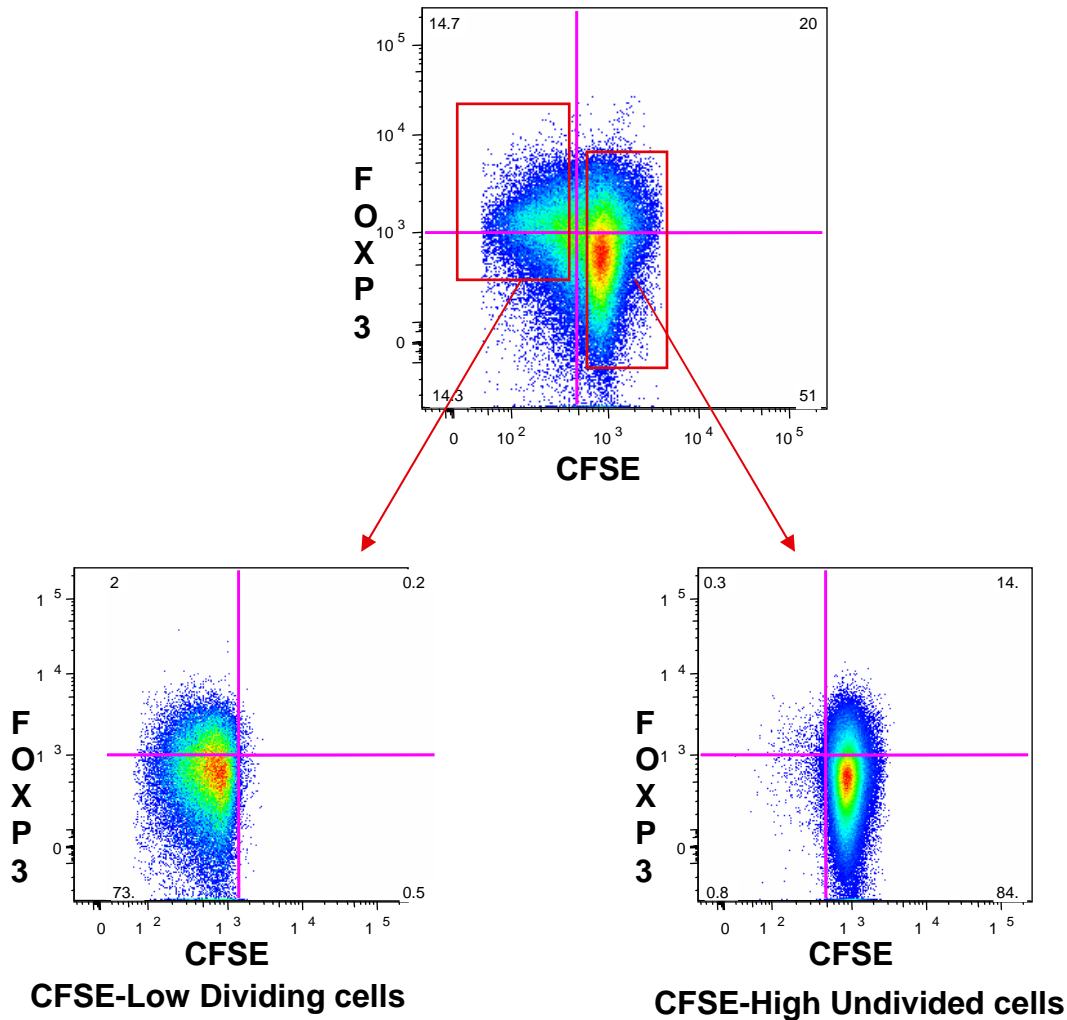 14.7 20
10^5
10^4
10^3
0
FOXP3
14.3 51
0 10^2 10^3 10^4 10^5
CFSE
2 0.2
1 5
1 4
1 3
0
FOXP3
73. 0.5
0 1 2 1 3 1 4 1 5
CFSE
CFSE-Low Dividing cells
0.3 14.
1 5
1 4
1 3
0
FOXP3
0.8 84.
0 1 2 1 3 1 4 1 5
CFSE
CFSE-High Undivided cells